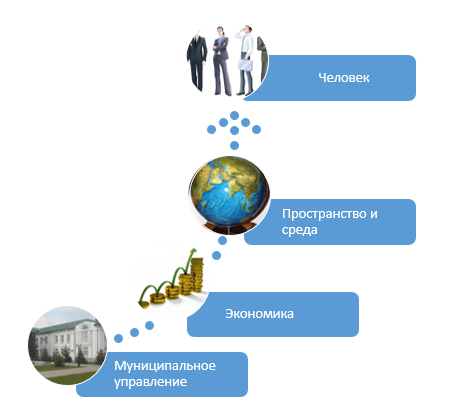 Человек
Пространство и
среда
Экономика
Муниципальное
управление